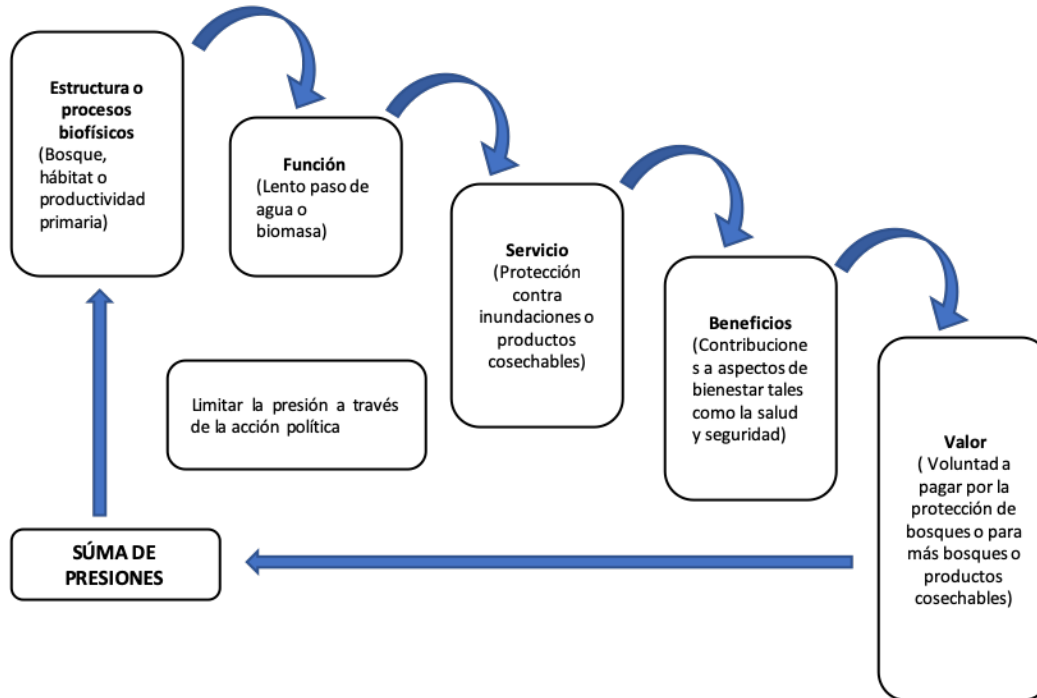 Estructura o
procesos
biofísicos
(Bosque,
hábitat o
productividad
primaria)
Función
(Lento paso de
agua o
biomasa)
Servicio
(Protección
contra
inundaciones o
productos
cosechables)
Beneficios
(Contribucione
s a aspectos de
bienestar tales
como la salud
y seguridad)
Valor
( Voluntad a
pagar por la
protección de
bosques o para
más bosques o
productos
cosechables)
Limitar la presión a través
de la acción política
SÚMA DE
PRESIONES